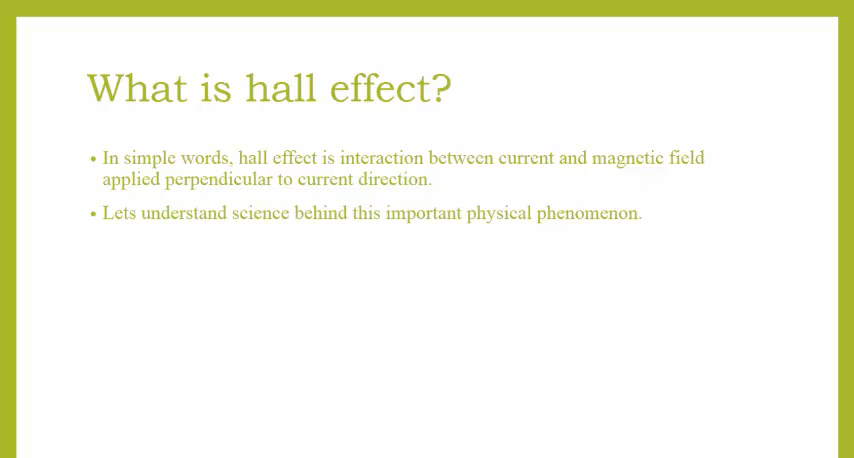 What is hall effect?
• In simple words, hall effect is interaction between current and magnetic field
applied perpendicular to current direction.
• Lets understand science behind this important physical phenomenon.